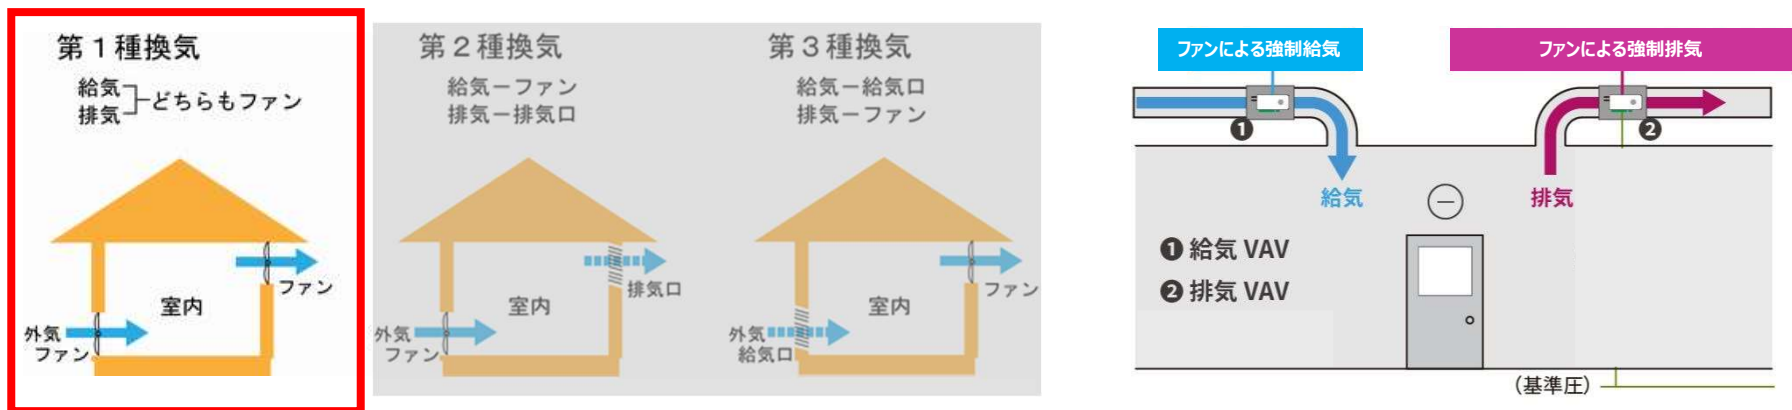 第1種換気
給気
排気
どちらもファン
ファン
室内
外気
ファン
第2種換気
給気ーファン
排気ー排気口
排気口
室内
外気
ファン
第3種換気
給気ー給気口
排気ーファン
ファン
室内
外気
給気口
ファンによる強制給気
ファンによる強制排気
❶
❷
給気
排気
❶ 給気 VAV
❷ 排気 VAV
(基準圧)